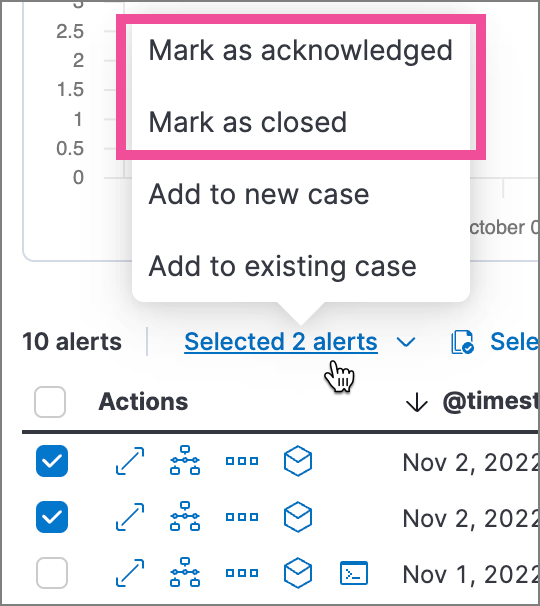 3
2.5
2
1.5
1
0.5
0
Mark as acknowledged
Mark as closed
Add to new case
Add to existing case
ctober 0
10 alerts
Selected 2 alerts
Sele
Actions
@timest
Nov 2, 2022
Nov 2, 2022
Nov 1, 2022